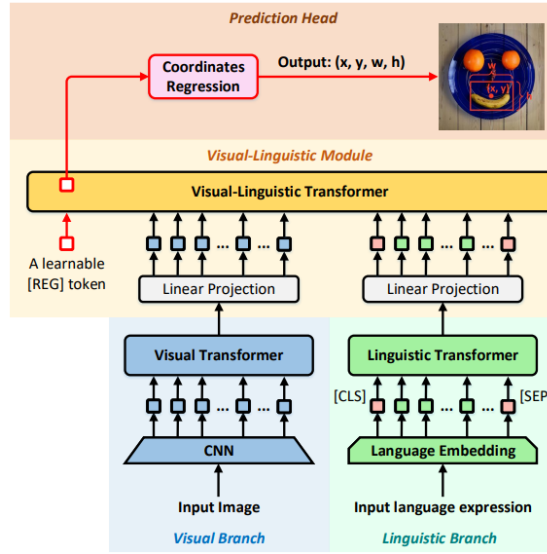 Prediction Head
Coordinates
Regression
Output: (x, y, w, h)
w
(x, y)
h
Visual-Linguistic Module
Visual-Linguistic Transformer
... ...
... ...
A learnable
[REG] token
Linear Projection
Linear Projection
Visual Transformer
Linguistic Transformer
[CLS]
[SEP
... ...
... ...
CNN
Language Embedding
Input Image
Input language expression
Visual Branch
Linguistic Branch